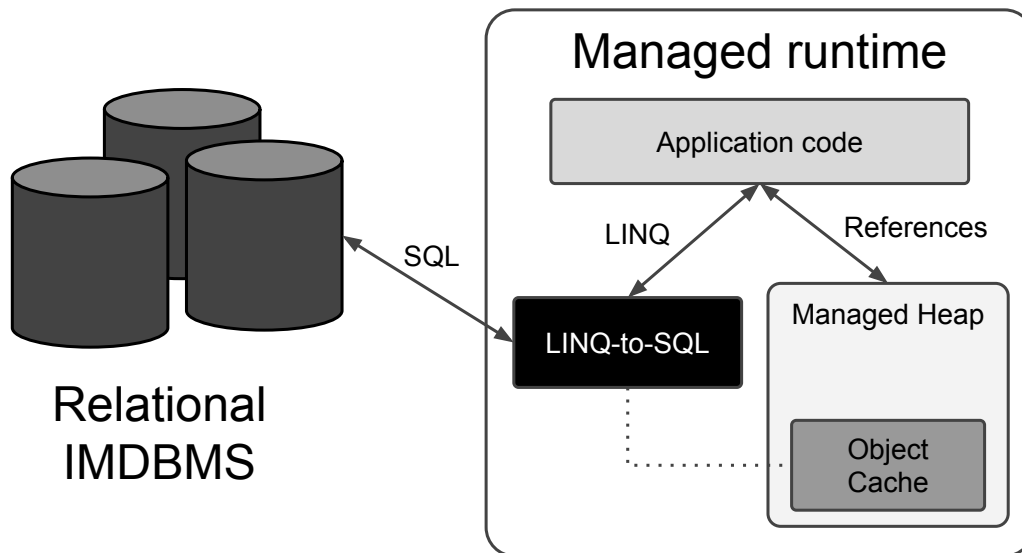 Managed runtime
Application code
LINQ
References
SQL
Managed Heap
LINQ-to-SQL
Relational
IMDBMS
Object
Cache